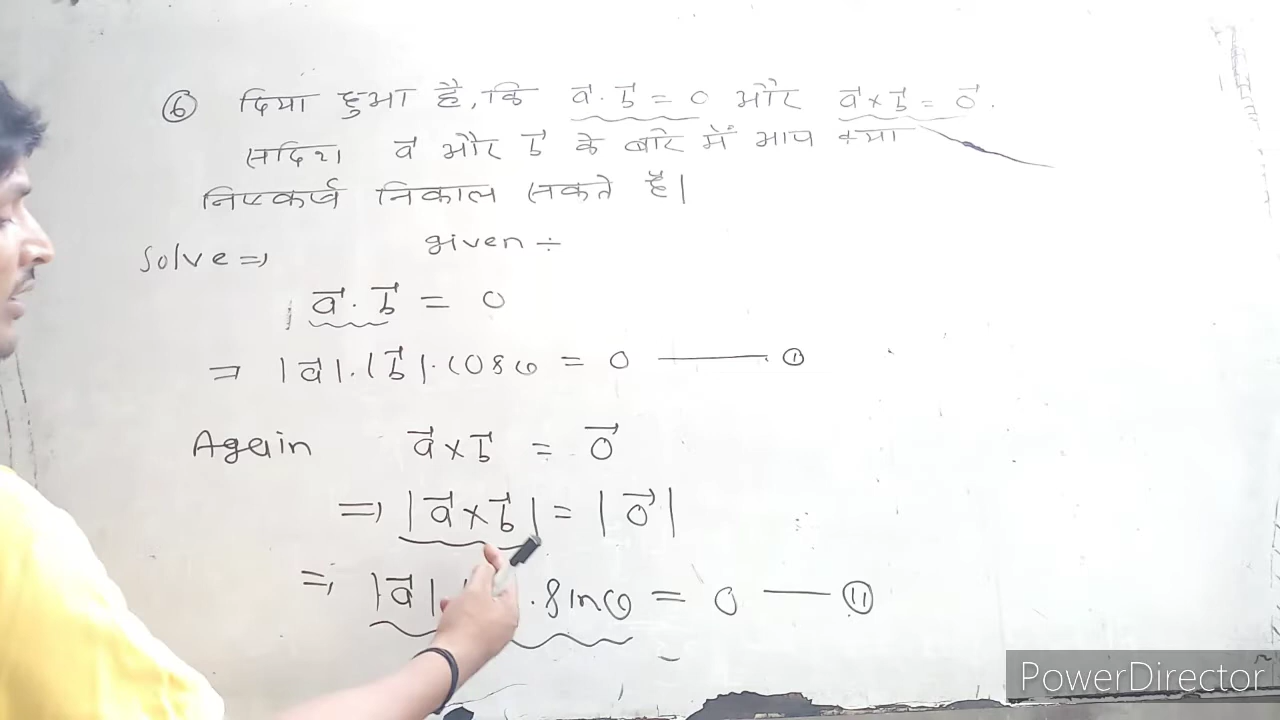 ⑥ दिया हुआ है, कि a⃗ . b⃗ = 0 और a⃗ × b⃗ = 0⃗ .
सदिश a⃗ और b⃗ के बारे में आप क्या
निष्कर्ष निकाल सकते हैं|
Solve ⇒ given ÷
a⃗ . b⃗ = 0
⇒ |a⃗|.|b⃗|.cosθ = 0 —— ①
Again a⃗ × b⃗ = 0⃗
⇒ |a⃗ × b⃗| = |0⃗|
⇒ |a⃗| . sinθ = 0 —— ⑪
PowerDirector